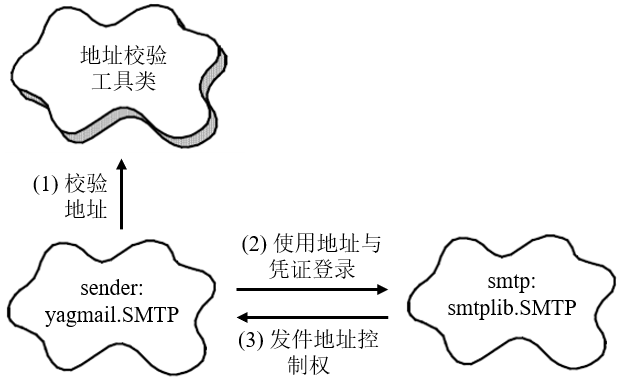 地址校验
工具类
(1) 校验
地址
(2) 使用地址与
凭证登录
sender:
yagmail.SMTP
smtp:
smtplib.SMTP
(3) 发件地址控
制权